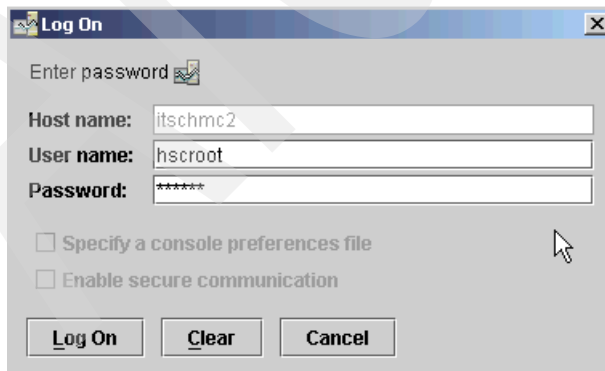 Log On
Enter password
Host name: itschmc2
User name: hscroot
Password: ******
Specify a console preferences file
Enable secure communication
Log On Clear Cancel